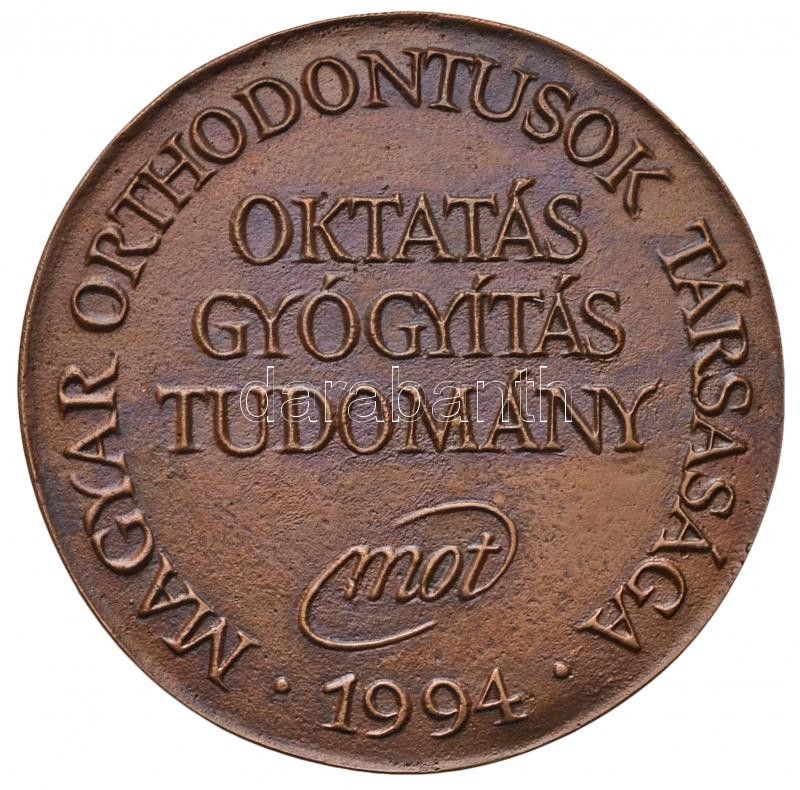 MAGYAR ORTHODONTUSOK TÁRSASÁGA
OKTATÁS
GYÓGYÍTÁS
TUDOMÁNY
mot
· 1994 ·
darabanth